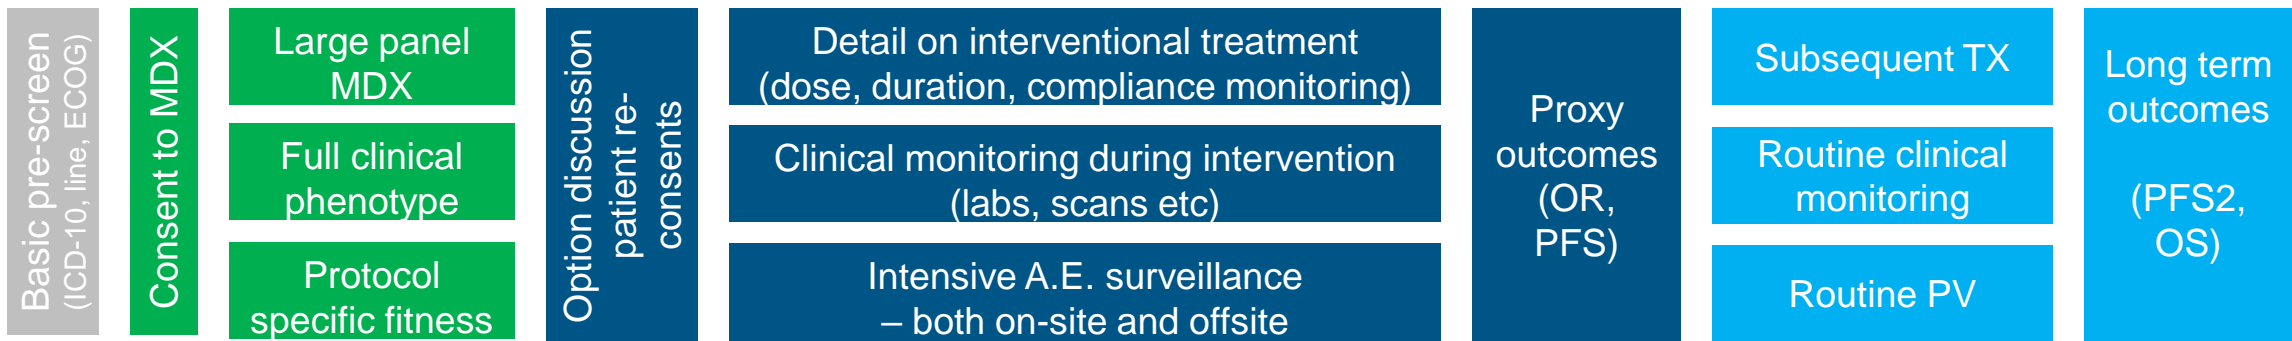 Basic pre-screen
(ICD-10, line, ECOG)
Consent to MDX
Large panel
MDX
Full clinical
phenotype
Protocol
specific fitness
Option discussion
patient re-
consents
Detail on interventional treatment
(dose, duration, compliance monitoring)
Clinical monitoring during intervention
(labs, scans etc)
Intensive A.E. surveillance
– both on-site and offsite
Proxy
outcomes
(OR,
PFS)
Subsequent TX
Routine clinical
monitoring
Routine PV
Long term
outcomes
(PFS2,
OS)